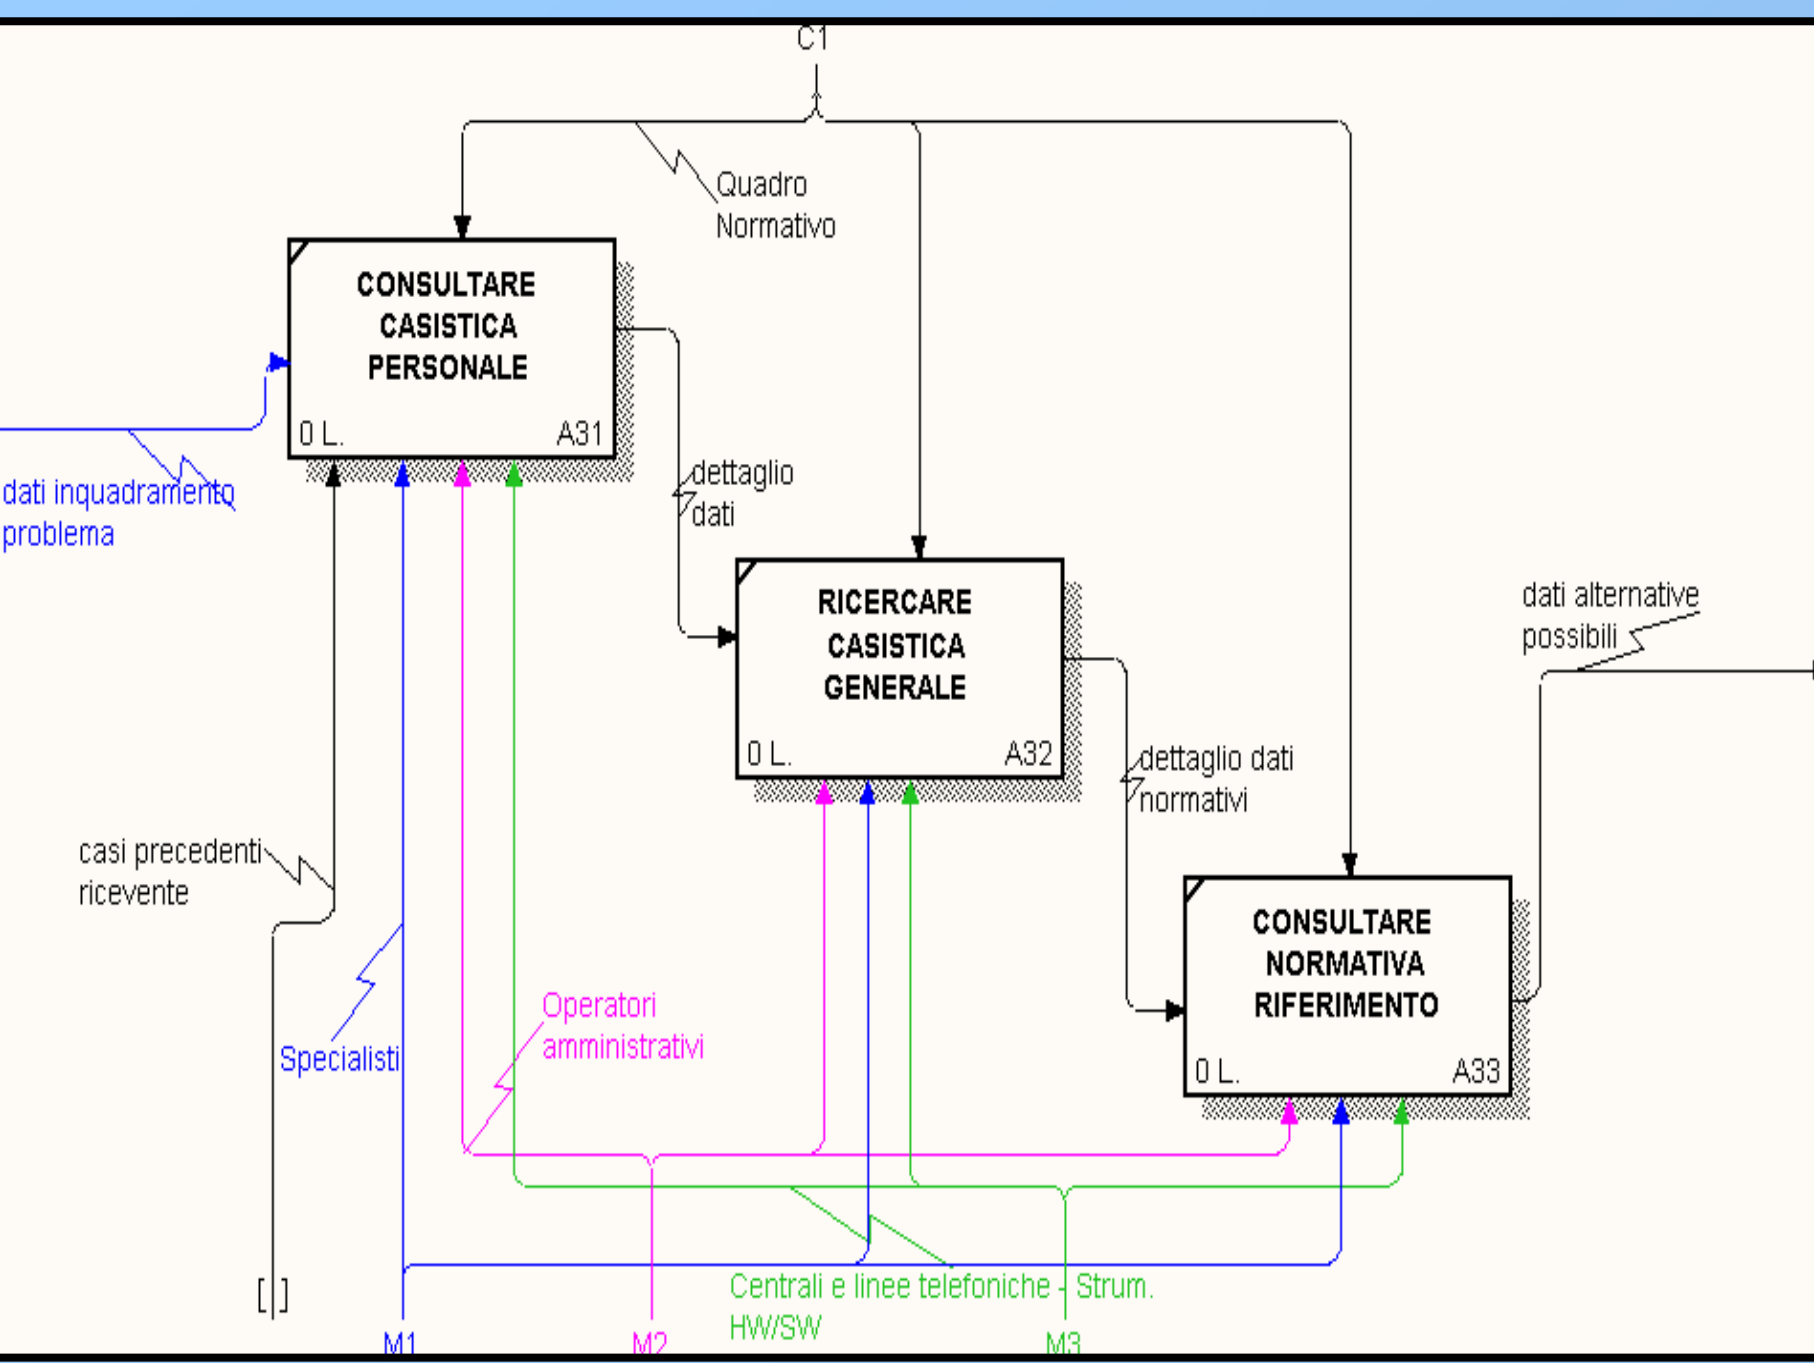 C1
Quadro
Normativo
CONSULTARE
CASISTICA
PERSONALE
0 L. A31
dati inquadramento
problema
dettaglio
dati
RICERCARE
CASISTICA
GENERALE
0 L. A32
dati alternative
possibili
dettaglio dati
normativi
casi precedenti
ricevente
CONSULTARE
NORMATIVA
RIFERIMENTO
0 L. A33
Operatori
amministrativi
Specialisti
Centrali e linee telefoniche - Strum.
HW/SW
[ ]
M1 M2 M3